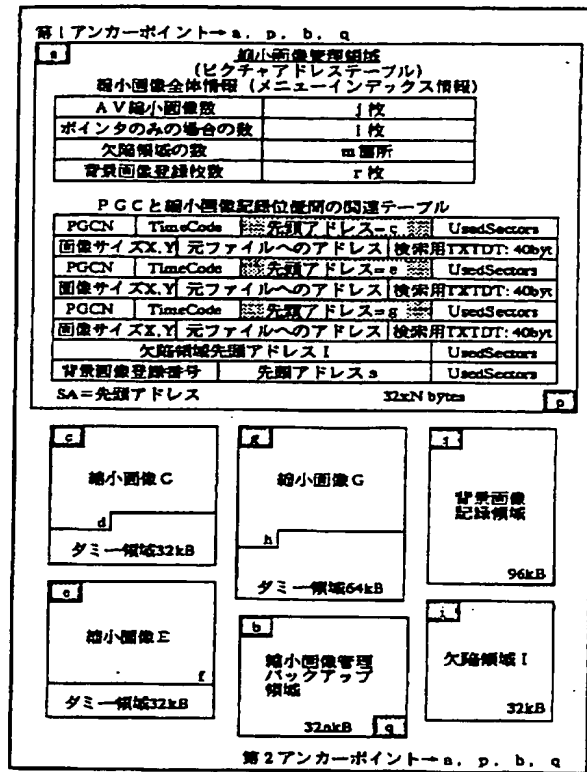 第1アンカーポイント→a, p, b, q
a
縮小画像管理領域
(ピクチャアドレステーブル)
縮小画像全体情報 (メニューインデックス情報)
AV縮小画像数 j枚
ポインタのみの場合の数 l枚
欠陥領域の数 m箇所
背景画像登録枚数 r枚
PGCと縮小画像記録位置間の関連テーブル
PGCN TimeCode 先頭アドレス=c UsedSectors
画像サイズX,Y 元ファイルへのアドレス 検索用TXTDT: 40byt
PGCN TimeCode 先頭アドレス=e UsedSectors
画像サイズX,Y 元ファイルへのアドレス 検索用TXTDT: 40byt
PGCN TimeCode 先頭アドレス=g UsedSectors
画像サイズX,Y 元ファイルへのアドレス 検索用TXTDT: 40byt
欠陥領域先頭アドレス I UsedSectors
背景画像登録番号 先頭アドレス s UsedSectors
SA=先頭アドレス 32xN bytes p
c
縮小画像C
d
ダミー領域32kB
g
縮小画像G
h
ダミー領域64kB
背景画像
記録領域
96kB
e
縮小画像E
f
ダミー領域32kB
b
縮小画像管理
バックアップ
領域
32nkB q
i
欠陥領域 I
32kB
第2アンカーポイント→a, p, b, q